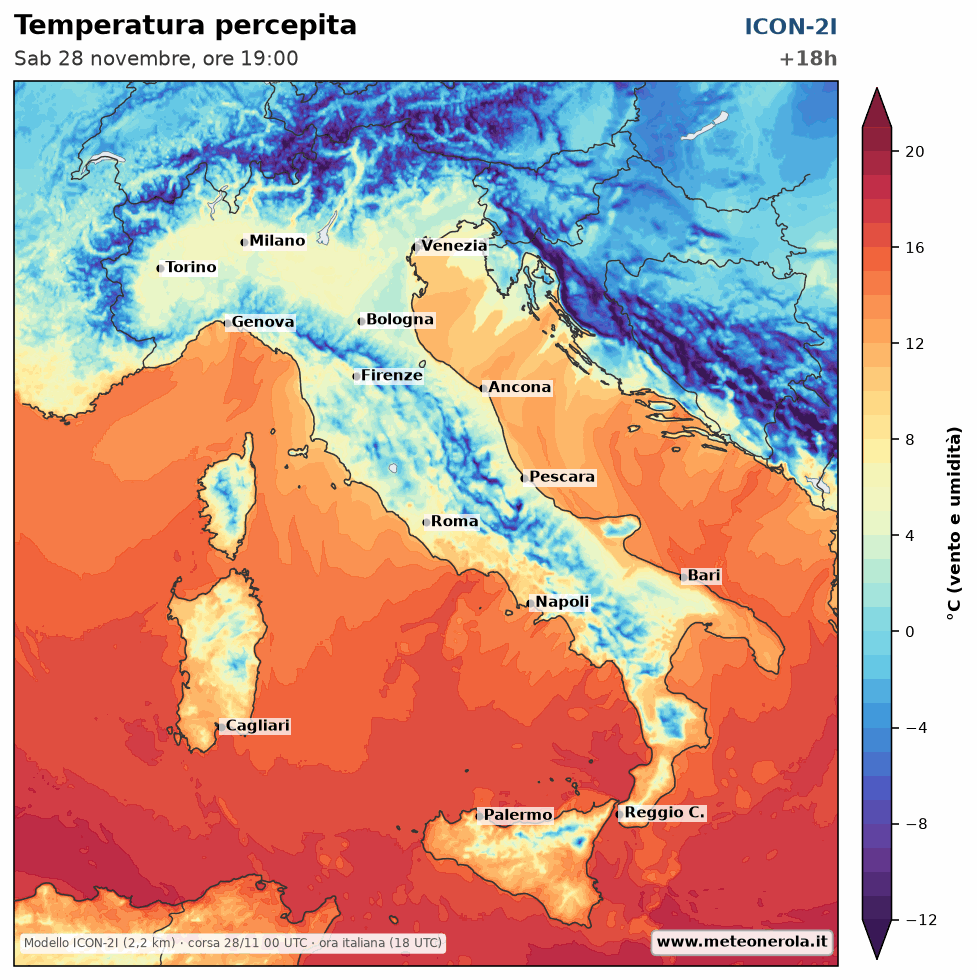 Temperatura percepita
ICON-2I
Sab 28 novembre, ore 19:00
+18h
Milano
Venezia
Torino
Genova
Bologna
Firenze
Ancona
Pescara
Roma
Bari
Napoli
Cagliari
Palermo
Reggio C.
20
16
12
8
4
0
−4
−8
−12
°C (vento e umidità)
Modello ICON-2I (2,2 km) · corsa 28/11 00 UTC · ora italiana (18 UTC)
www.meteonerola.it